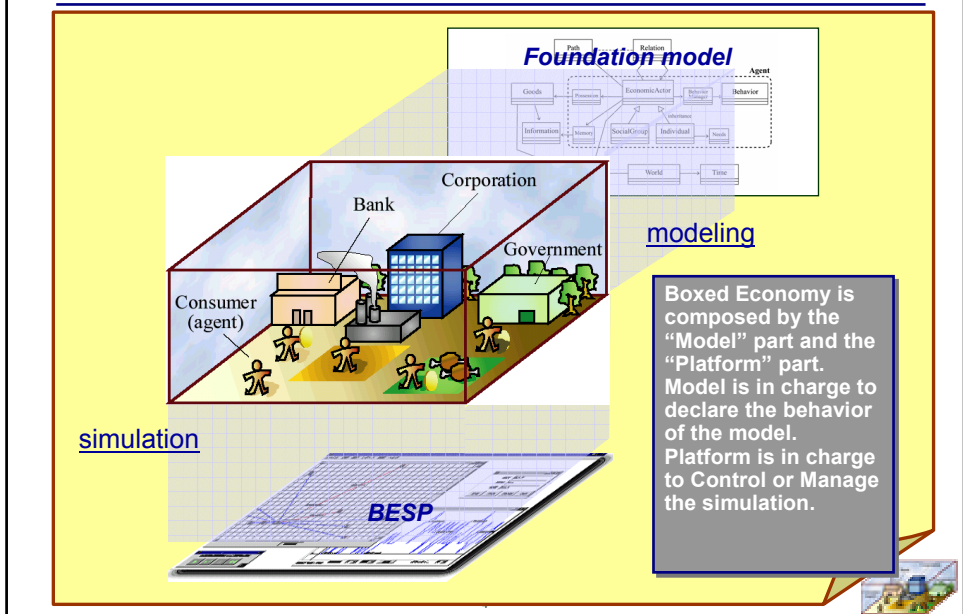 Foundation model
Path
Relation
Agent
Goods
Possession
EconomicActor
Behavior
Manager
Behavior
inheritance
Information
Memory
SocialGroup
Individual
Needs
World
Time
Corporation
Bank
Government
Consumer
(agent)
modeling
Boxed Economy is
composed by the
“Model” part and the
“Platform” part.
Model is in charge to
declare the behavior
of the model.
Platform is in charge
to Control or Manage
the simulation.
simulation
BESP